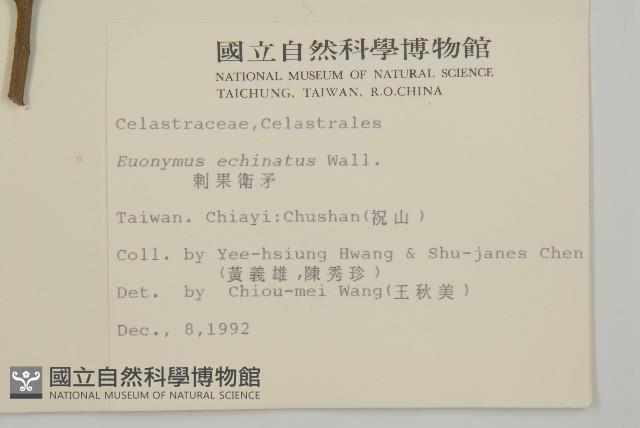 國立自然科學博物館
NATIONAL MUSEUM OF NATURAL SCIENCE
TAICHUNG, TAIWAN, R.O.CHINA
Celastraceae,Celastrales
Euonymus echinatus Wall.
刺果衛矛
Taiwan. Chiayi:Chushan(祝山)
Coll. by Yee-hsiung Hwang & Shu-janes Chen
(黃義雄,陳秀珍)
Det. by Chiou-mei Wang(王秋美)
Dec., 8,1992
國立自然科學博物館
NATIONAL MUSEUM OF NATURAL SCIENCE